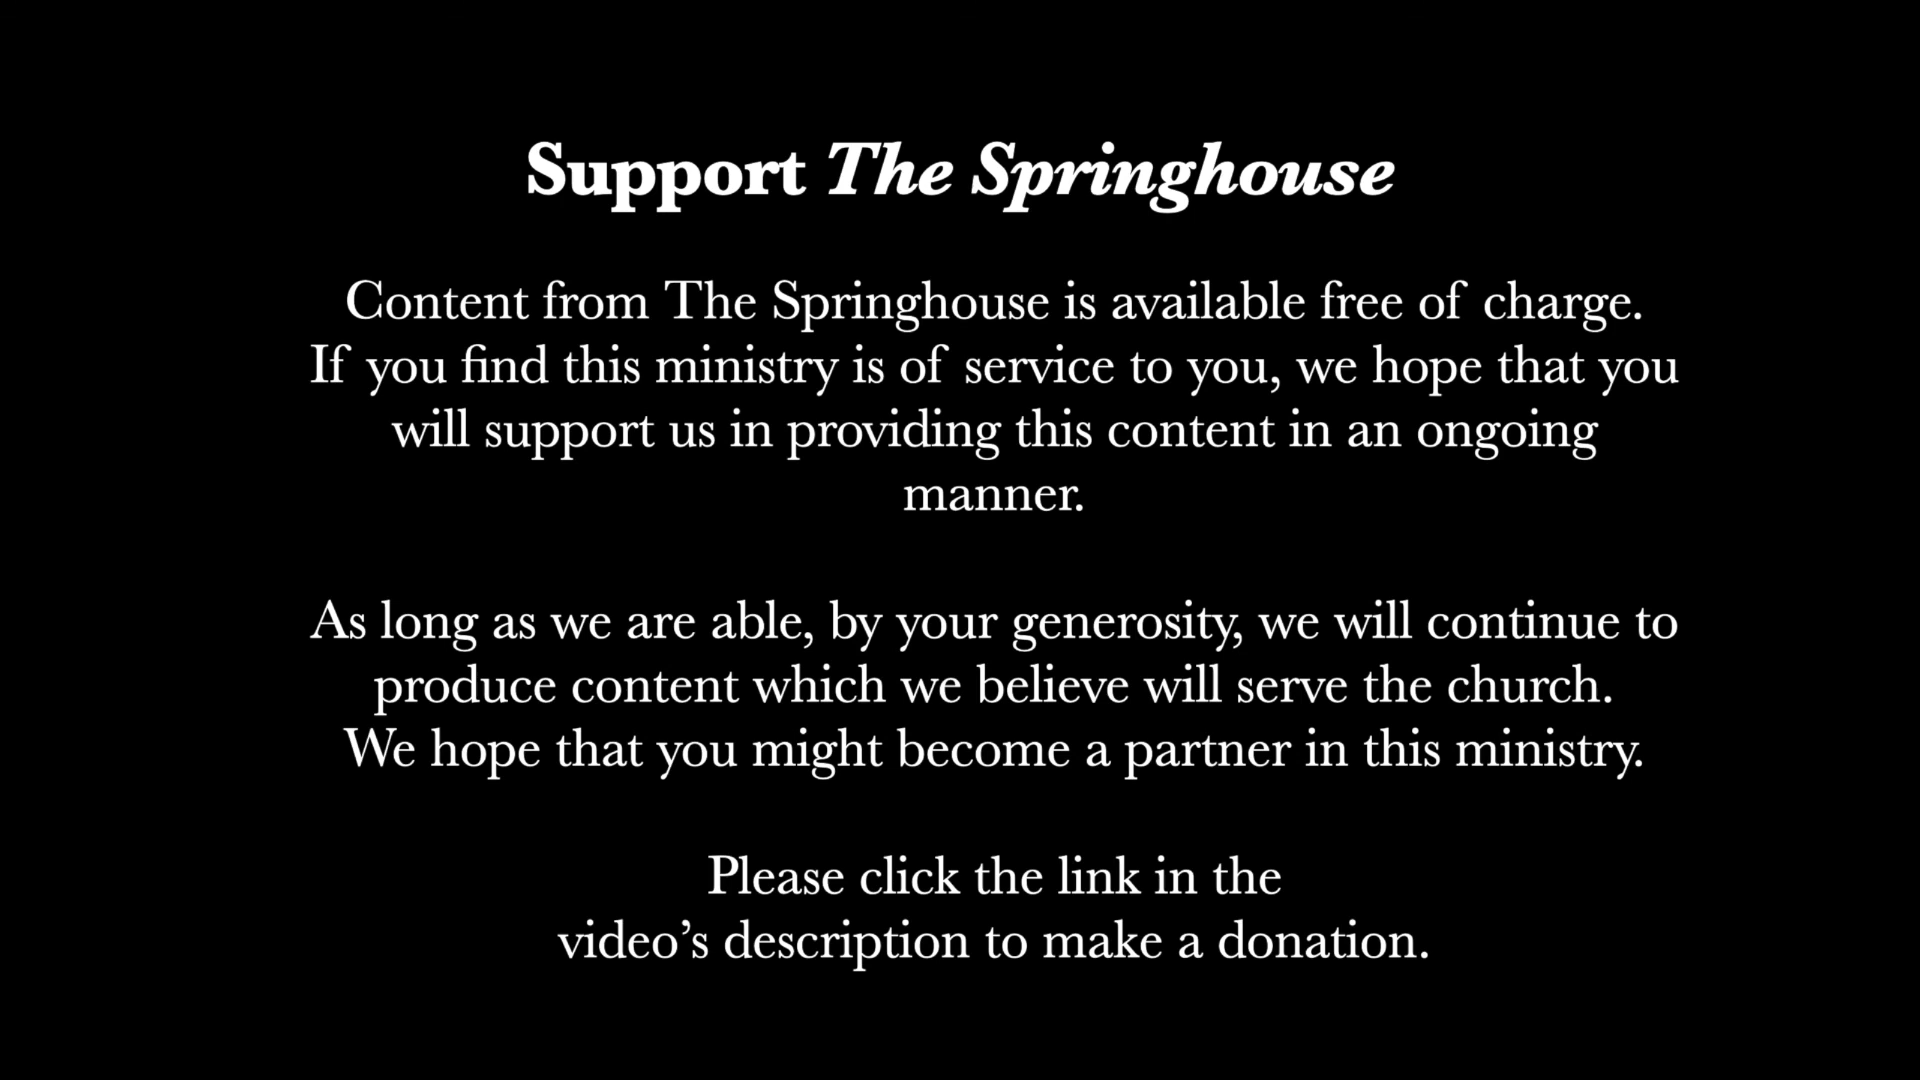 Support The Springhouse
Content from The Springhouse is available free of charge.
If you find this ministry is of service to you, we hope that you
will support us in providing this content in an ongoing
manner.
As long as we are able, by your generosity, we will continue to
produce content which we believe will serve the church.
We hope that you might become a partner in this ministry.
Please click the link in the
video’s description to make a donation.